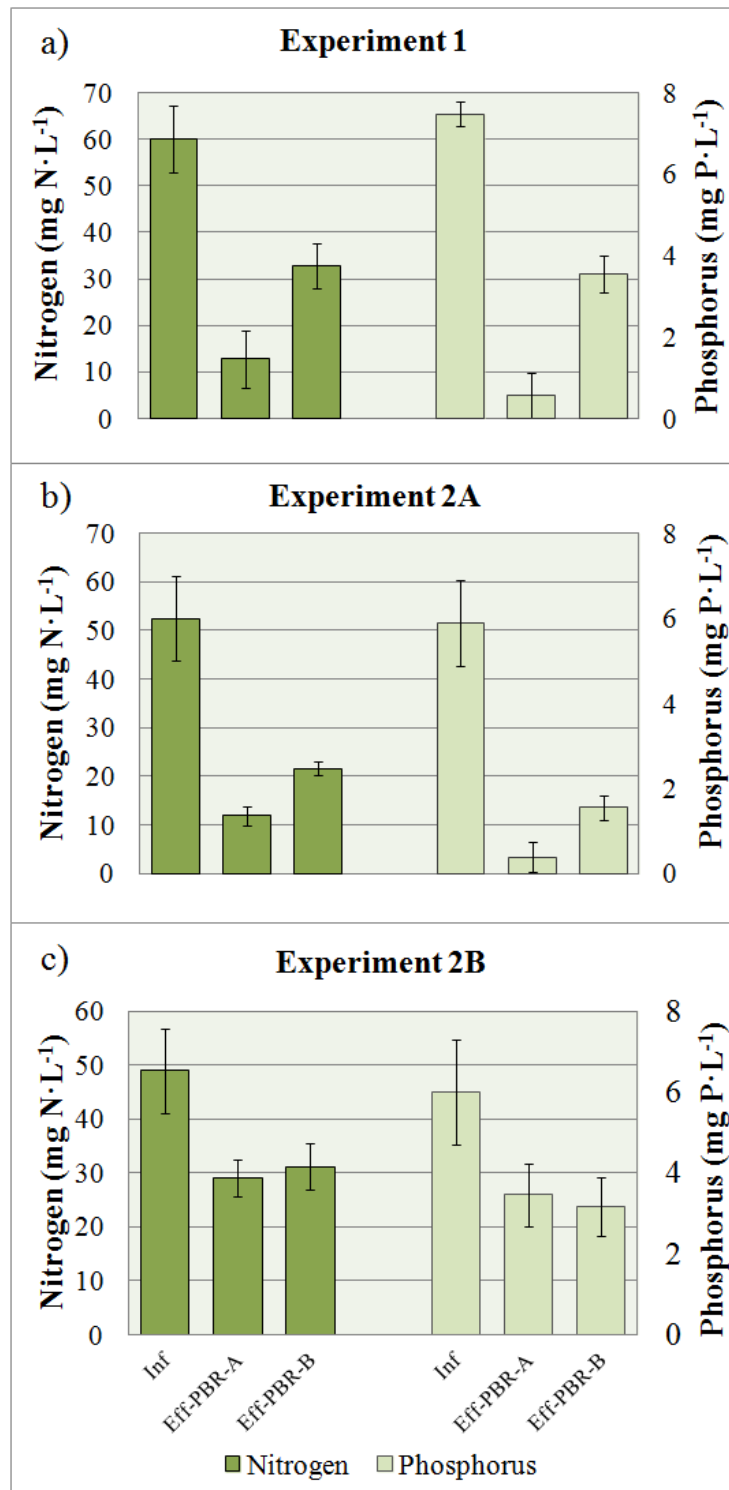 a)
Experiment 1
Nitrogen (mg N·L⁻¹)
70
60
50
40
30
20
10
0
8
6
4
2
0
Phosphorus (mg P·L⁻¹)
b)
Experiment 2A
Nitrogen (mg N·L⁻¹)
70
60
50
40
30
20
10
0
8
6
4
2
0
Phosphorus (mg P·L⁻¹)
c)
Experiment 2B
Nitrogen (mg N·L⁻¹)
60
50
40
30
20
10
0
8
6
4
2
0
Phosphorus (mg P·L⁻¹)
Inf
Eff-PBR-A
Eff-PBR-B
Inf
Eff-PBR-A
Eff-PBR-B
Nitrogen
Phosphorus